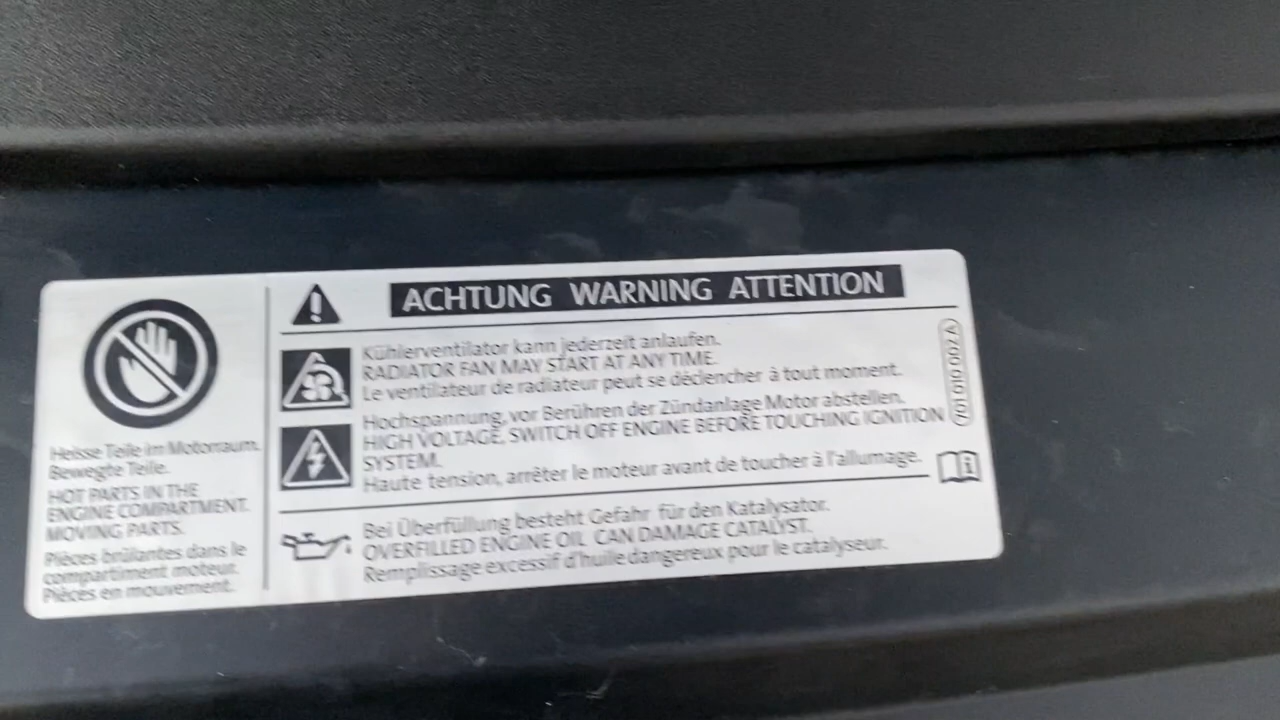 ACHTUNG WARNING ATTENTION
Heisse Teile im Motorraum.
Bewegte Teile.
HOT PARTS IN THE
ENGINE COMPARTMENT.
MOVING PARTS.
Pièces brûlantes dans le
compartiment moteur.
Pièces en mouvement.
Kühlerventilator kann jederzeit anlaufen.
RADIATOR FAN MAY START AT ANY TIME.
Le ventilateur de radiateur peut se déclencher à tout moment.
Hochspannung, vor Berühren der Zündanlage Motor abstellen.
HIGH VOLTAGE, SWITCH OFF ENGINE BEFORE TOUCHING IGNITION
SYSTEM.
Haute tension, arrêter le moteur avant de toucher à l'allumage.
Bei Überfüllung besteht Gefahr für den Katalysator.
OVERFILLED ENGINE OIL CAN DAMAGE CATALYST.
Remplissage excessif d'huile dangereux pour le catalyseur.